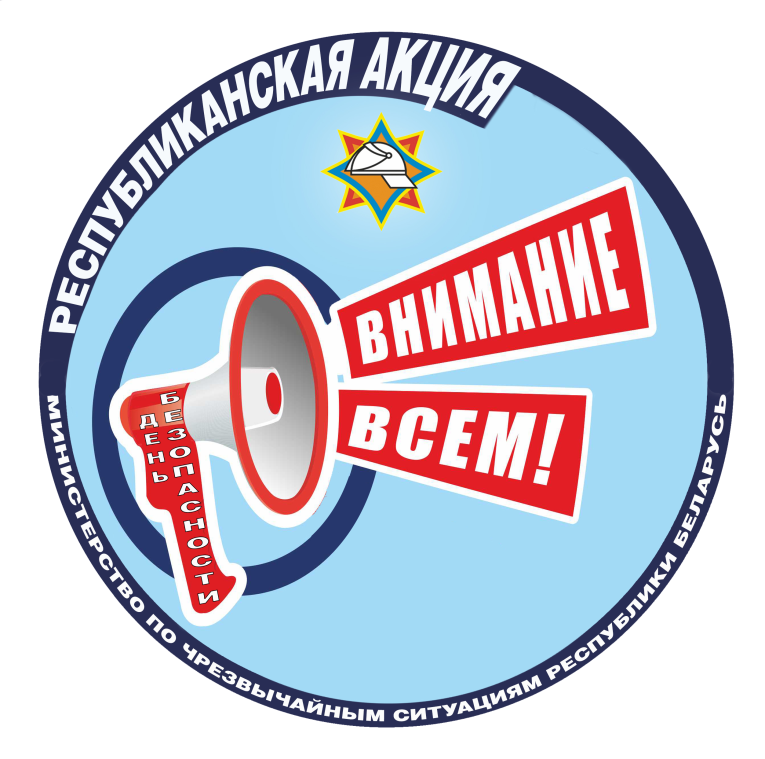 РЕСПУБЛИКАНСКАЯ АКЦИЯ
ВНИМАНИЕ
ВСЕМ!
ДЕНЬ
БЕЗОПАСНОСТИ
МИНИСТЕРСТВО ПО ЧРЕЗВЫЧАЙНЫМ СИТУАЦИЯМ РЕСПУБЛИКИ БЕЛАРУСЬ